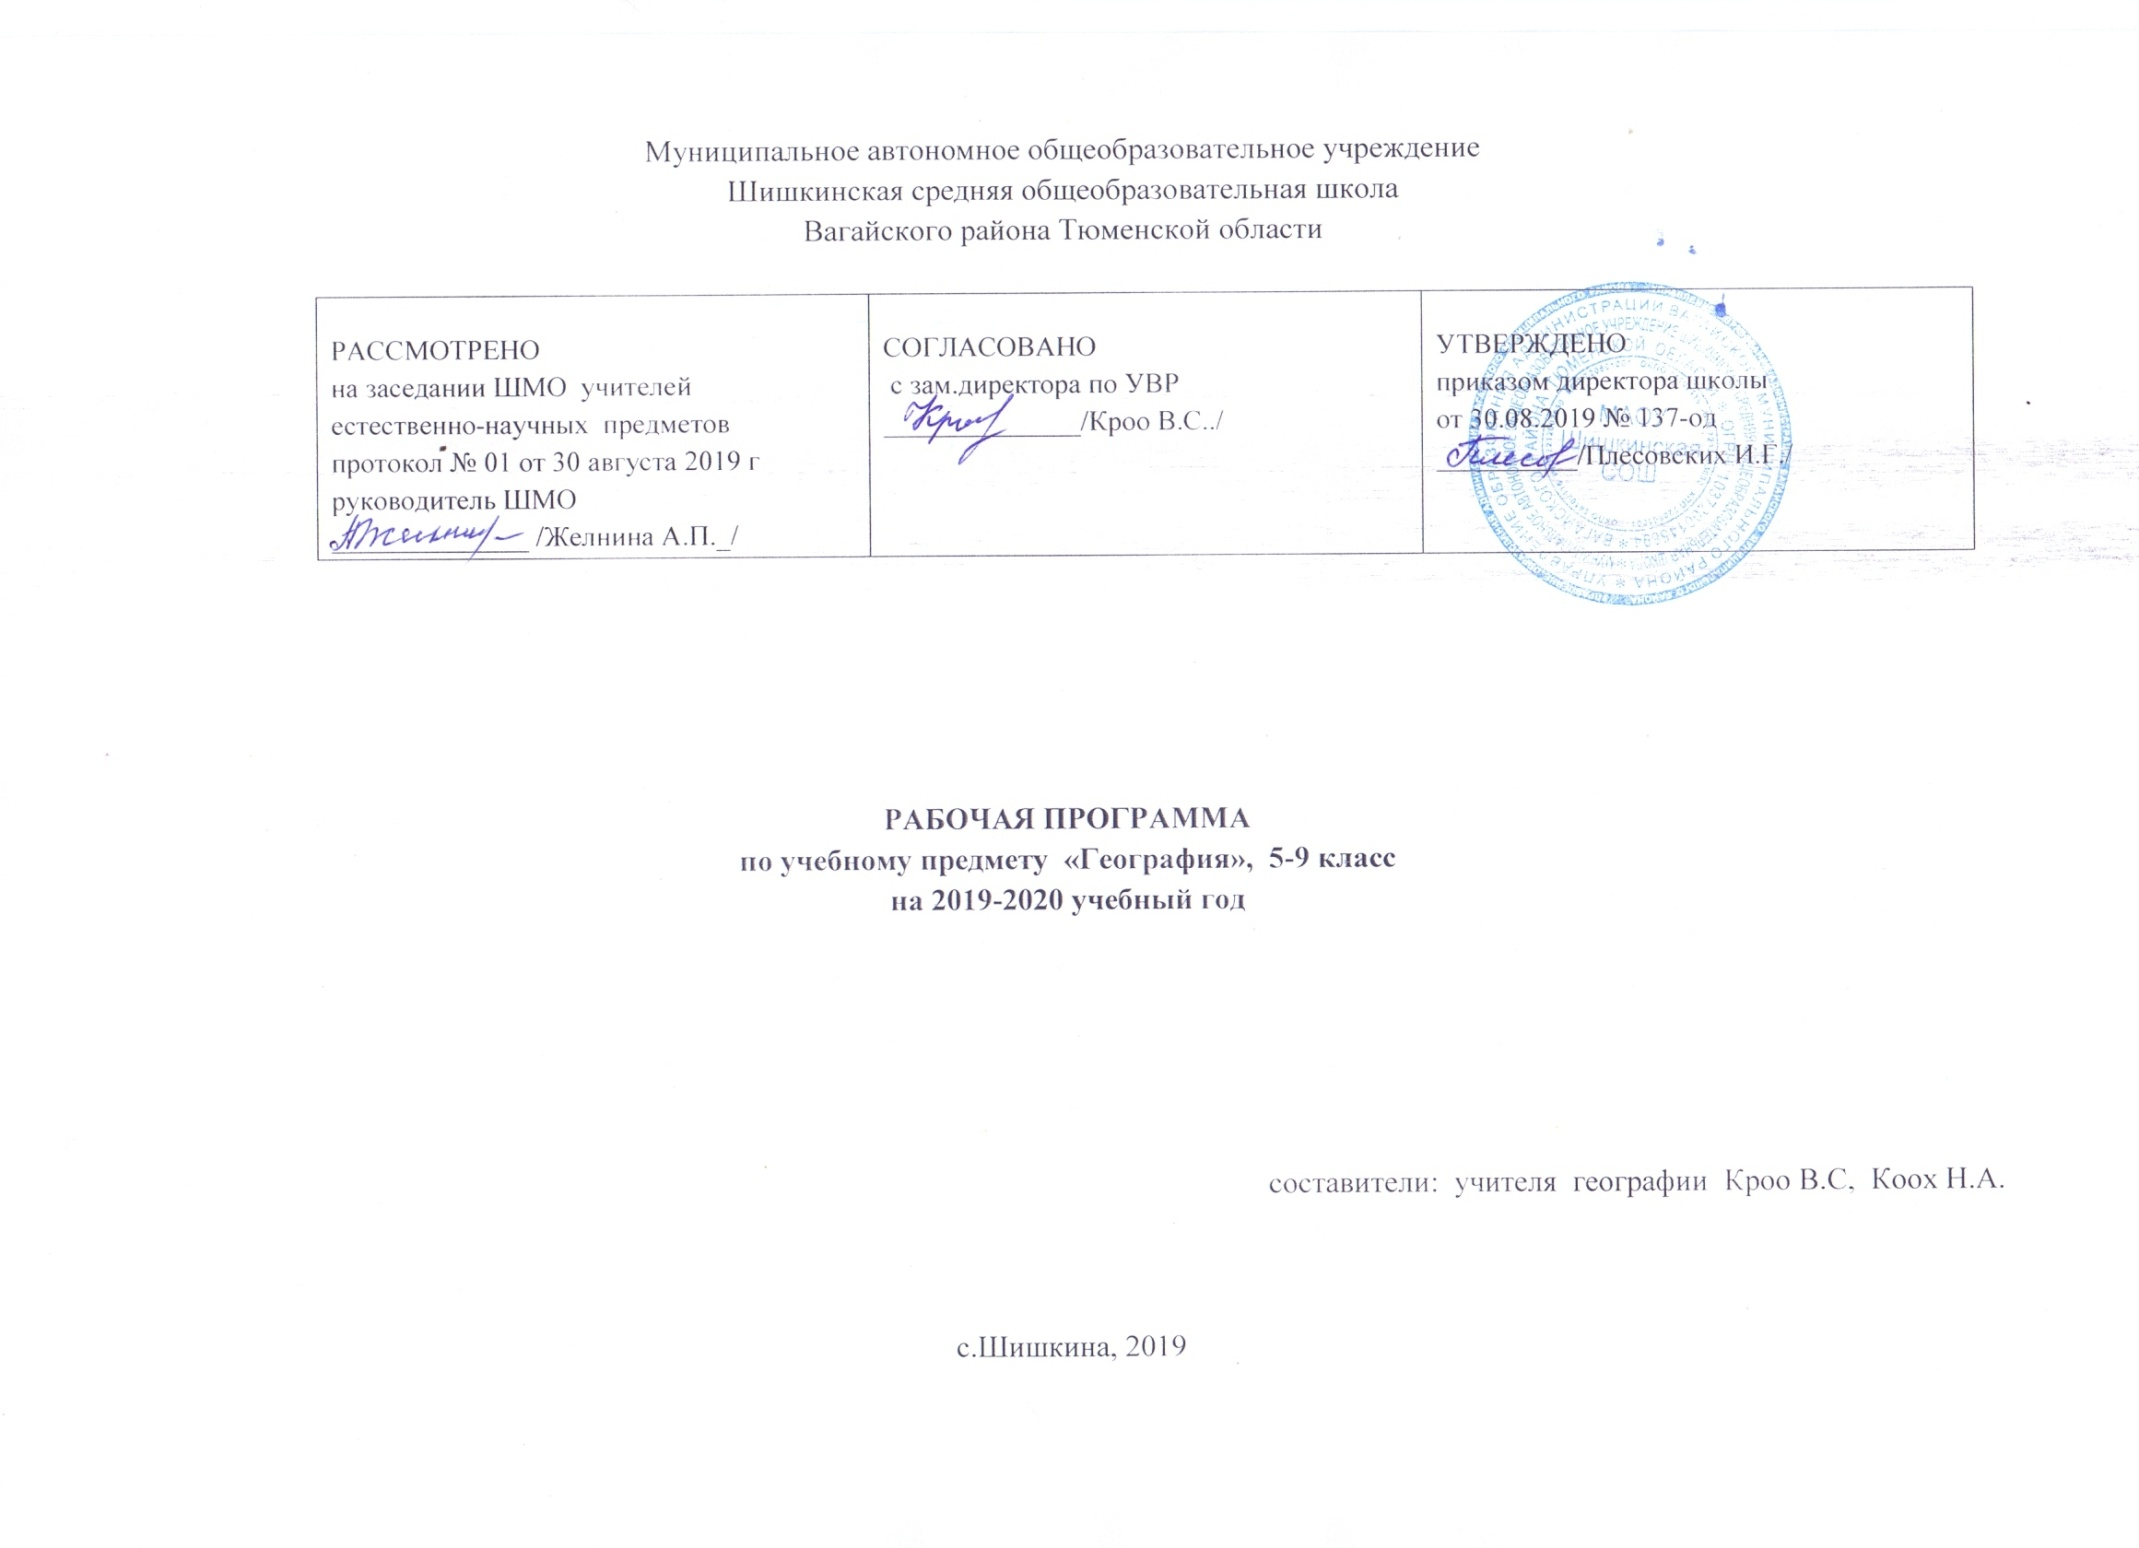 Муниципальное автономное общеобразовательное учреждение
Шишкинская средняя общеобразовательная школа
Вагайского района Тюменской области
РАССМОТРЕНО
на заседании ШМО учителей
естественно-научных предметов
протокол № 01 от 30 августа 2019 г
руководитель ШМО
/Желнина А.П._/
СОГЛАСОВАНО
с зам.директора по УВР
/Кроо В.С../
УТВЕРЖДЕНО
приказом директора школы
от 30.08.2019 № 137-од
/Плесовских И.Г./
МАОУ
Шишкинская
СОШ
РАБОЧАЯ ПРОГРАММА
по учебному предмету «География», 5-9 класс
на 2019-2020 учебный год
составители: учителя географии Кроо В.С, Коох Н.А.
с.Шишкина, 2019